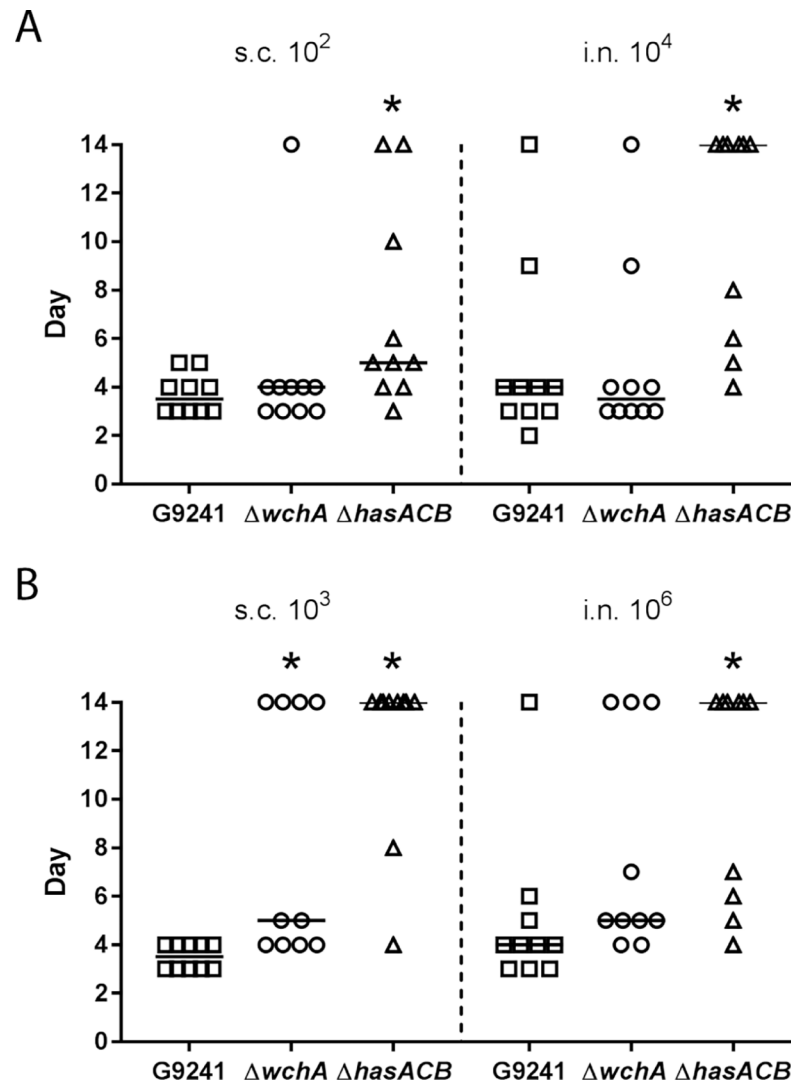 A
s.c. 10² i.n. 10⁴
* *
14
12
10
8
6
4
2
0
Day
G9241 ΔwchA ΔhasACB G9241 ΔwchA ΔhasACB
B
s.c. 10³ i.n. 10⁶
* * *
14
12
10
8
6
4
2
0
Day
G9241 ΔwchA ΔhasACB G9241 ΔwchA ΔhasACB